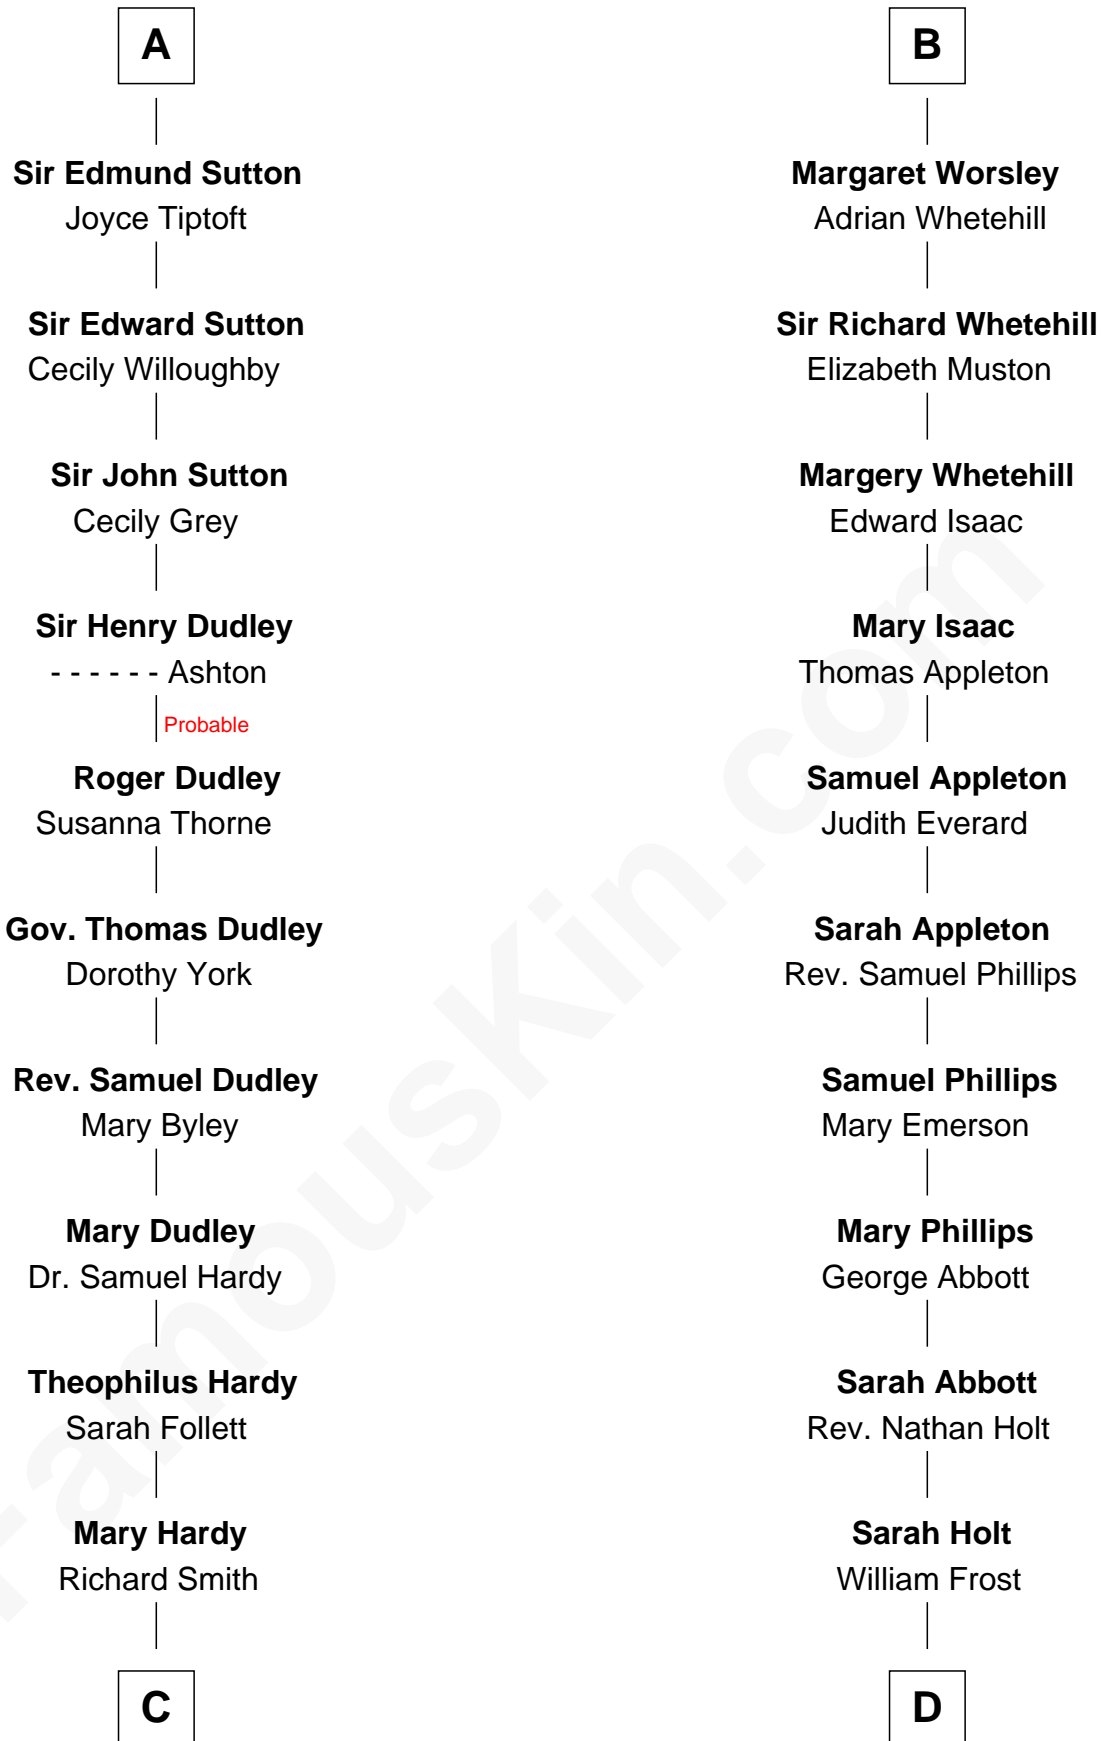 A
Sir Edmund Sutton
Joyce Tiptoft
Sir Edward Sutton
Cecily Willoughby
Sir John Sutton
Cecily Grey
Sir Henry Dudley
- - - - - - Ashton
Probable
Roger Dudley
Susanna Thorne
Gov. Thomas Dudley
Dorothy York
Rev. Samuel Dudley
Mary Byley
Mary Dudley
Dr. Samuel Hardy
Theophilus Hardy
Sarah Follett
Mary Hardy
Richard Smith
C
B
Margaret Worsley
Adrian Whetehill
Sir Richard Whetehill
Elizabeth Muston
Margery Whetehill
Edward Isaac
Mary Isaac
Thomas Appleton
Samuel Appleton
Judith Everard
Sarah Appleton
Rev. Samuel Phillips
Samuel Phillips
Mary Emerson
Mary Phillips
George Abbott
Sarah Abbott
Rev. Nathan Holt
Sarah Holt
William Frost
D
FamousKin.com